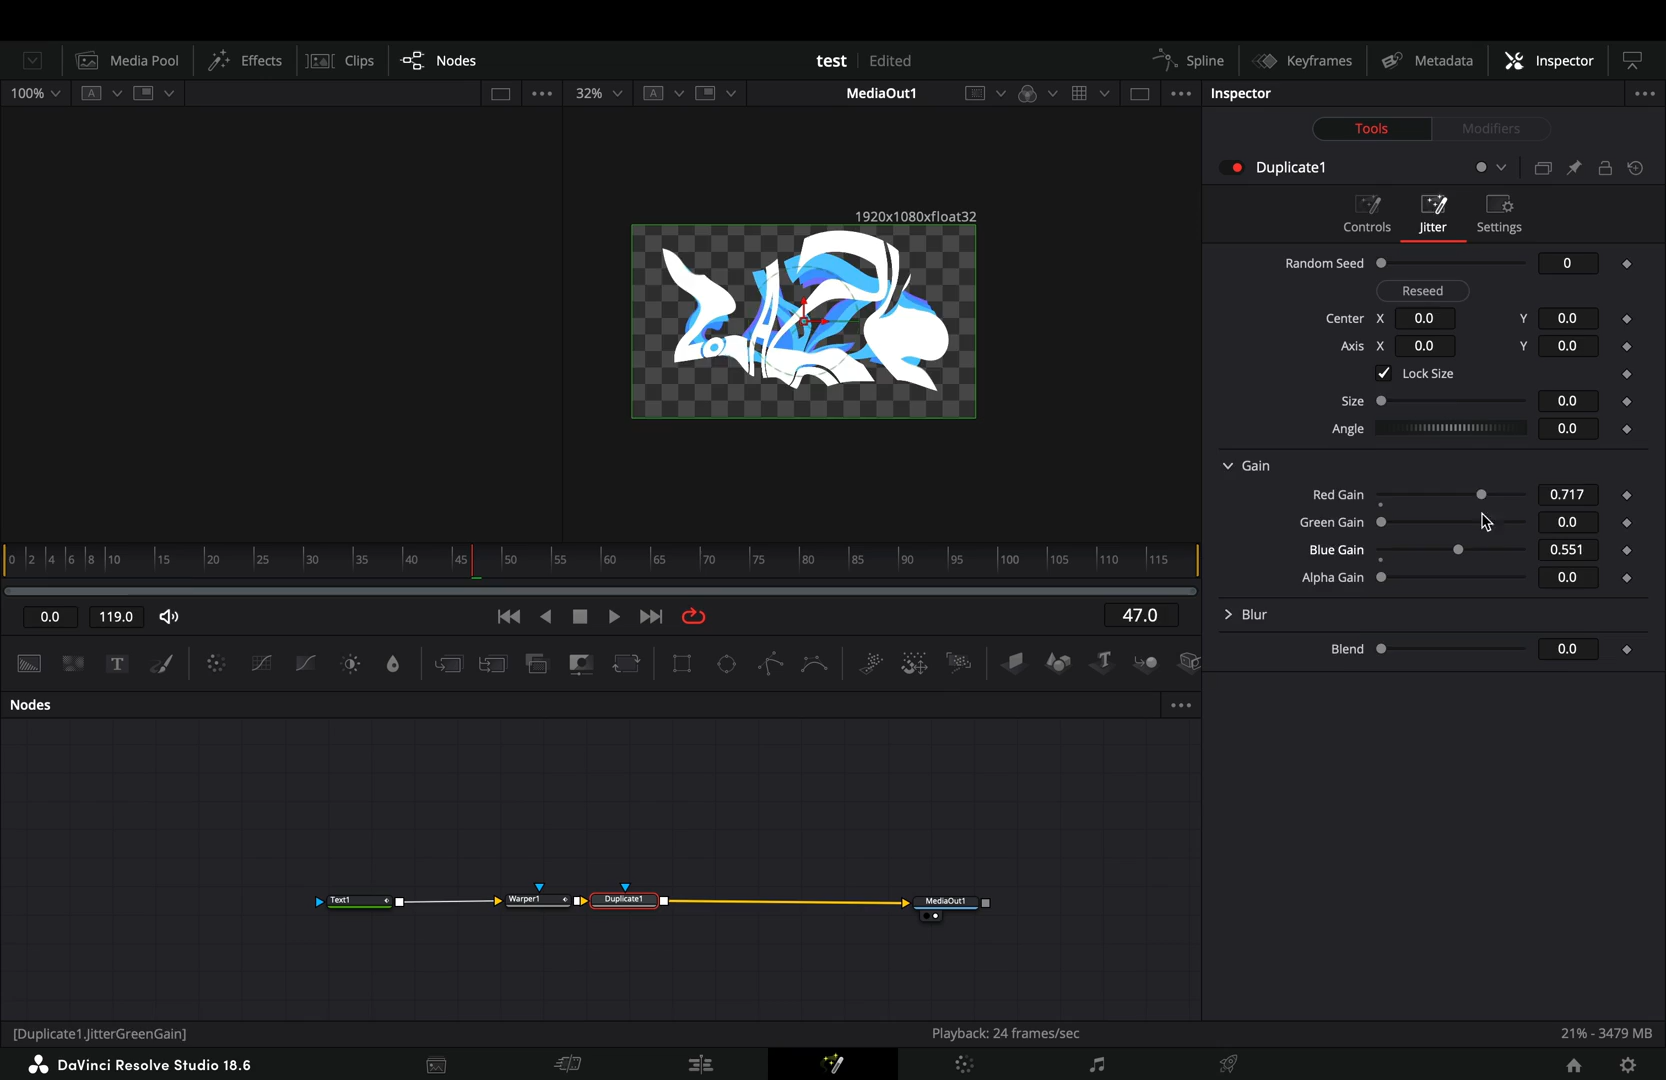 Media Pool
Effects
Clips
Nodes
test
Edited
Spline
Keyframes
Metadata
Inspector
100%
A
32%
A
MediaOut1
Inspector
Tools
Modifiers
Duplicate1
Controls
Jitter
Settings
1920x1080xfloat32
Random Seed
0
Reseed
Center X 0.0 Y 0.0
Axis X 0.0 Y 0.0
Lock Size
Size 0.0
Angle 0.0
Gain
Red Gain 0.717
Green Gain 0.0
Blue Gain 0.551
Alpha Gain 0.0
Blur
Blend 0.0
0 2 4 6 8 10 15 20 25 30 35 40 45 50 55 60 65 70 75 80 85 90 95 100 105 110 115
0.0
119.0
47.0
T
T
Nodes
Text1
Warper1
Duplicate1
MediaOut1
[Duplicate1.JitterGreenGain]
Playback: 24 frames/sec
21% - 3479 MB
DaVinci Resolve Studio 18.6